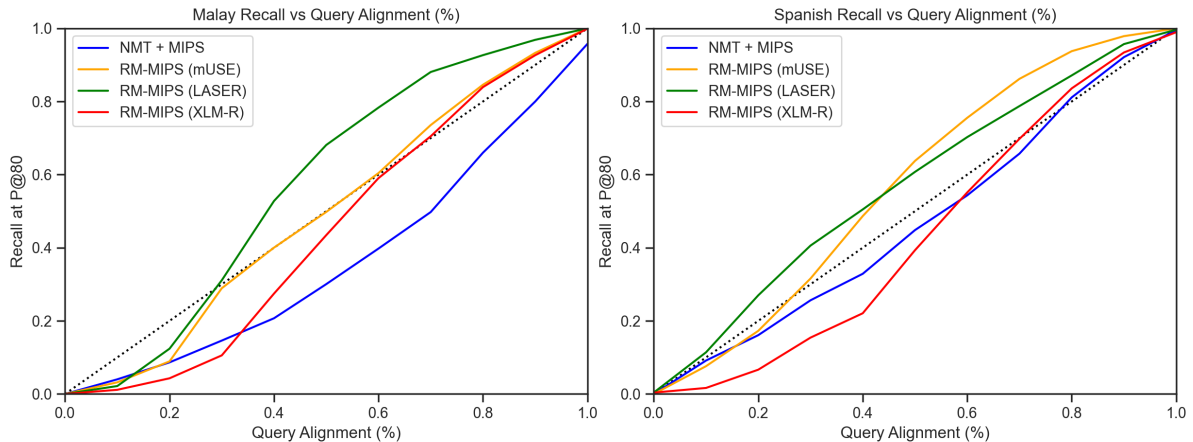 Malay Recall vs Query Alignment (%)
1.0
0.8
0.6
0.4
0.2
0.0
Recall at P@80
NMT + MIPS
RM-MIPS (mUSE)
RM-MIPS (LASER)
RM-MIPS (XLM-R)
0.0 0.2 0.4 0.6 0.8 1.0
Query Alignment (%)
Spanish Recall vs Query Alignment (%)
1.0
0.8
0.6
0.4
0.2
0.0
Recall at P@80
NMT + MIPS
RM-MIPS (mUSE)
RM-MIPS (LASER)
RM-MIPS (XLM-R)
0.0 0.2 0.4 0.6 0.8 1.0
Query Alignment (%)